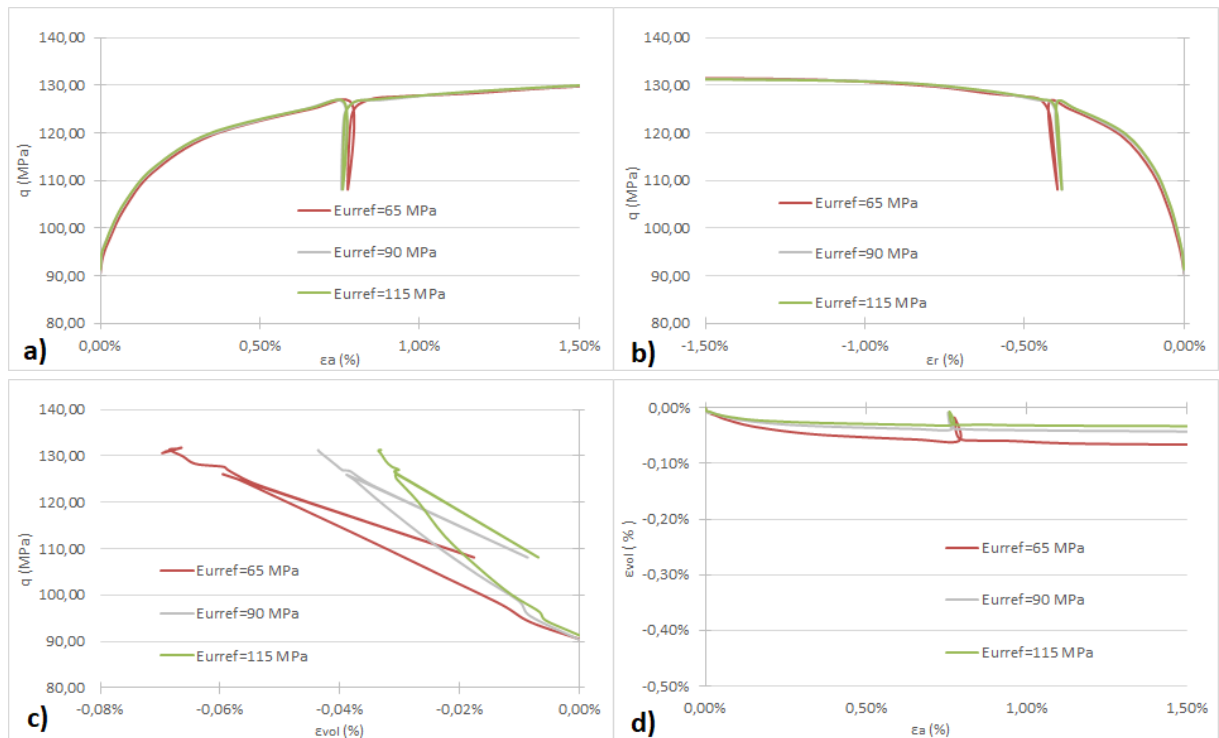 140,00
130,00
120,00
110,00
100,00
90,00
80,00
q (MPa)
Eurref=65 MPa
Eurref=90 MPa
Eurref=115 MPa
0,00%
0,50%
1,00%
1,50%
εa (%)
a)
140,00
130,00
120,00
110,00
100,00
90,00
80,00
q (MPa)
Eurref=65 MPa
Eurref=90 MPa
Eurref=115 MPa
-1,50%
-1,00%
-0,50%
0,00%
εr (%)
b)
140,00
130,00
120,00
110,00
100,00
90,00
80,00
q (MPa)
Eurref=65 MPa
Eurref=90 MPa
Eurref=115 MPa
-0,08%
-0,06%
-0,04%
-0,02%
0,00%
εvol (%)
c)
0,00%
-0,10%
-0,20%
-0,30%
-0,40%
-0,50%
εvol ( % )
Eurref=65 MPa
Eurref=90 MPa
Eurref=115 MPa
0,00%
0,50%
1,00%
1,50%
εa (%)
d)